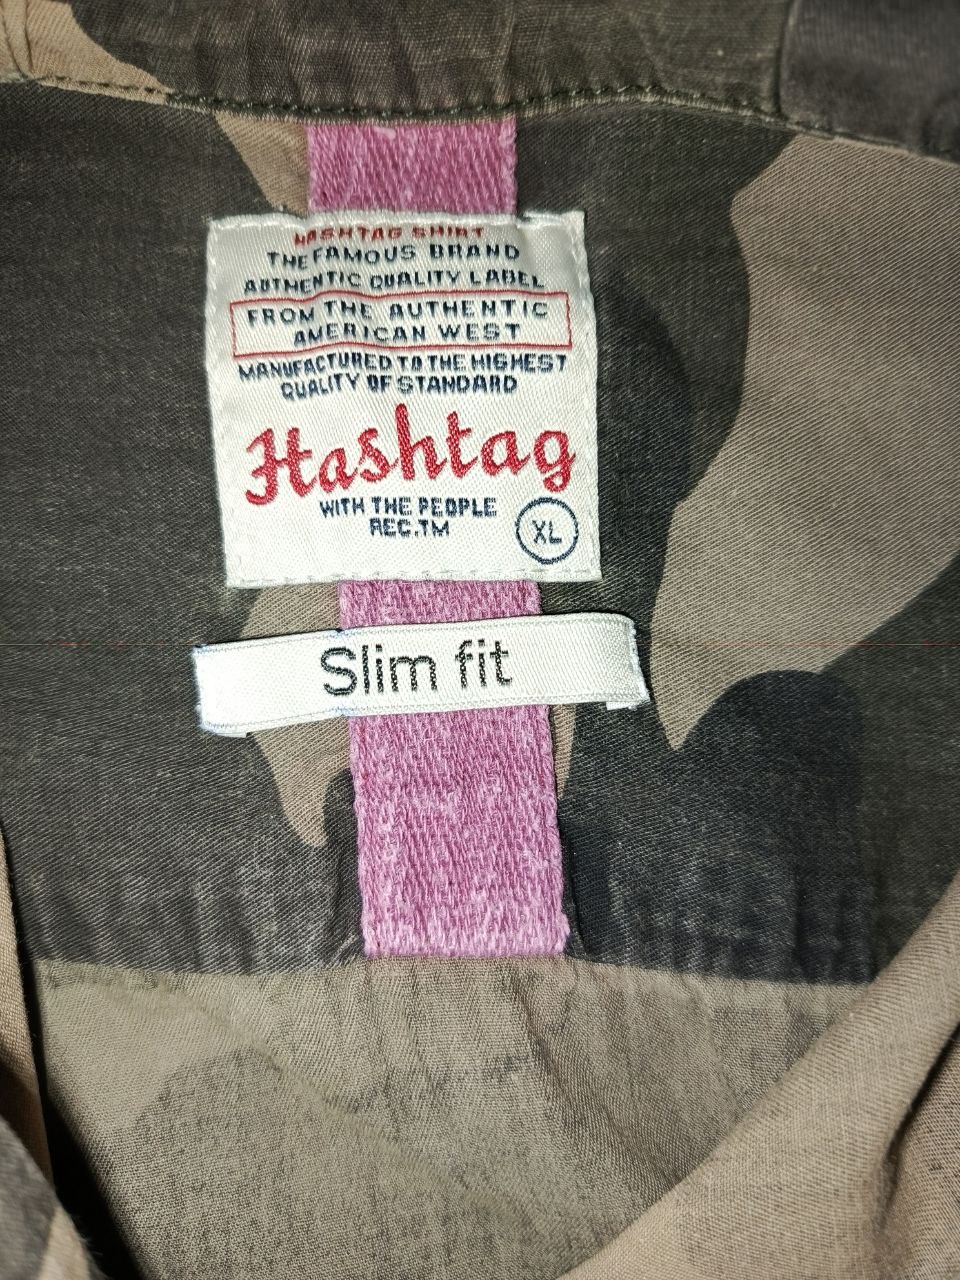 HASHTAG SHIRT
THE FAMOUS BRAND
AUTHENTIC QUALITY LABEL
FROM THE AUTHENTIC
AMERICAN WEST
MANUFACTURED TO THE HIGHEST
QUALITY OF STANDARD
Hashtag
WITH THE PEOPLE
REC.TM
XL
Slim fit